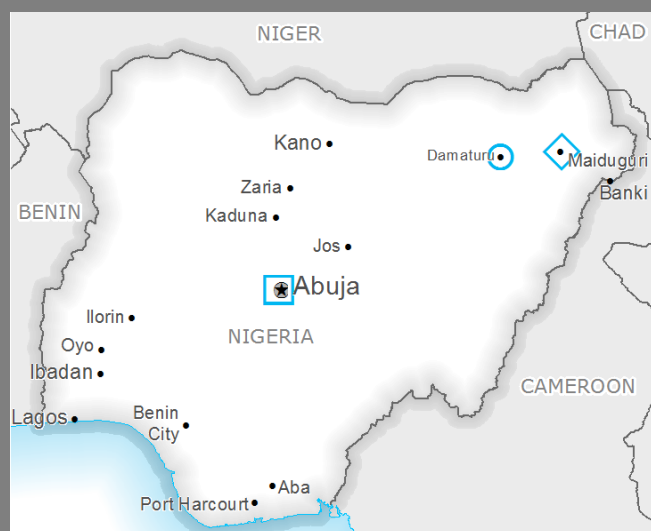 NIGER
CHAD
Kano
Damaturu
Maiduguri
Zaria
Banki
BENIN
Kaduna
Jos
Abuja
Ilorin
NIGERIA
Oyo
Ibadan
CAMEROON
Lagos
Benin
City
Aba
Port Harcourt